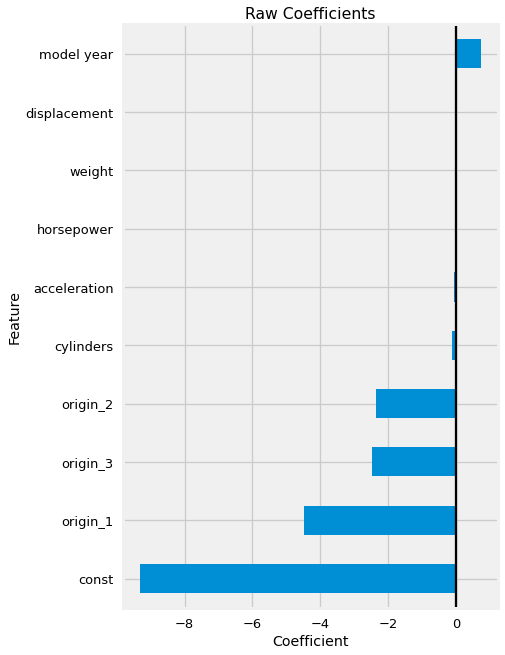 Raw Coefficients
model year
displacement
weight
horsepower
acceleration
cylinders
origin_2
origin_3
origin_1
const
Feature
−8 −6 −4 −2 0
Coefficient